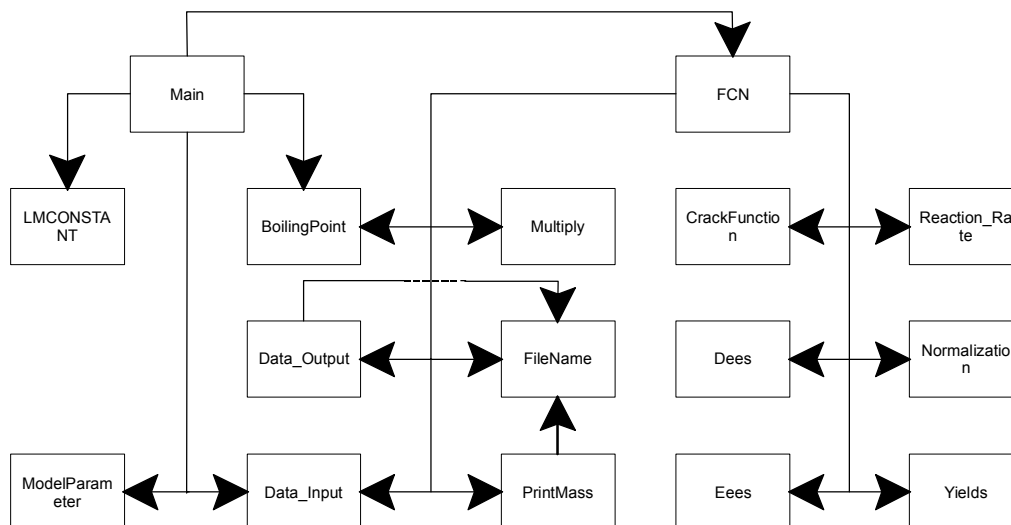 Main
FCN
LMCONSTA
NT
BoilingPoint
Multiply
CrackFunctio
n
Reaction_Ra
te
Data_Output
FileName
Dees
Normalizatio
n
ModelParam
eter
Data_Input
PrintMass
Eees
Yields